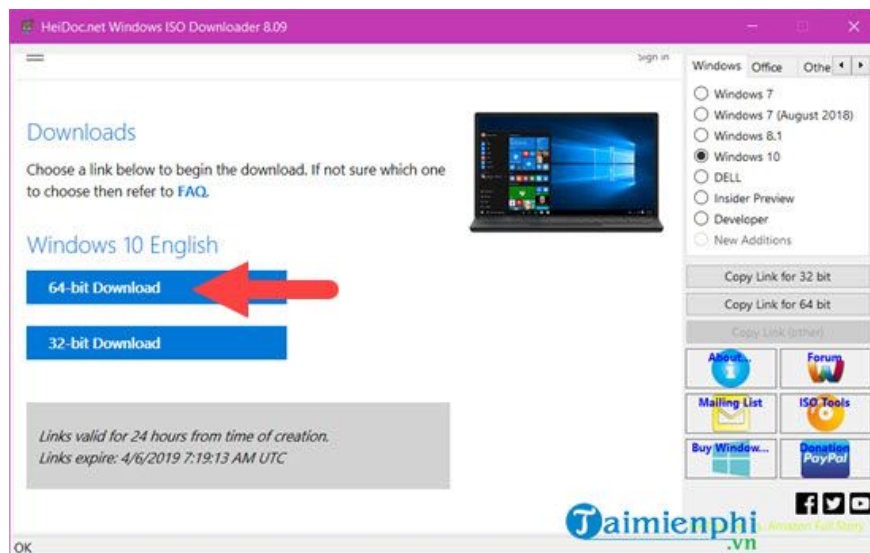 HeiDoc.net Windows ISO Downloader 8.09
Sign in
Downloads
Choose a link below to begin the download. If not sure which one
to choose then refer to FAQ.
Windows 10 English
64-bit Download
32-bit Download
Links valid for 24 hours from time of creation.
Links expire: 4/6/2019 7:19:13 AM UTC
OK
Windows Office Othe
Windows 7
Windows 7 (August 2018)
Windows 8.1
Windows 10
DELL
Insider Preview
Developer
New Additions
Copy Link for 32 bit
Copy Link for 64 bit
Copy Link (other)
About... Forum
Mailing List ISO Tools
Buy Window... Donation
PayPal
Amazon Full Story
Taimienphi
.vn